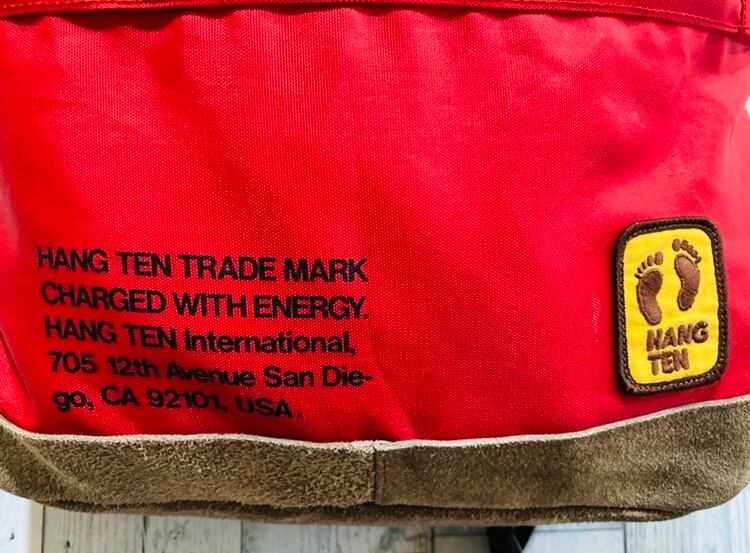 HANG TEN TRADE MARK
CHARGED WITH ENERGY.
HANG TEN International,
705 12th Avenue San Die-
go, CA 92101, USA.
HANG
TEN